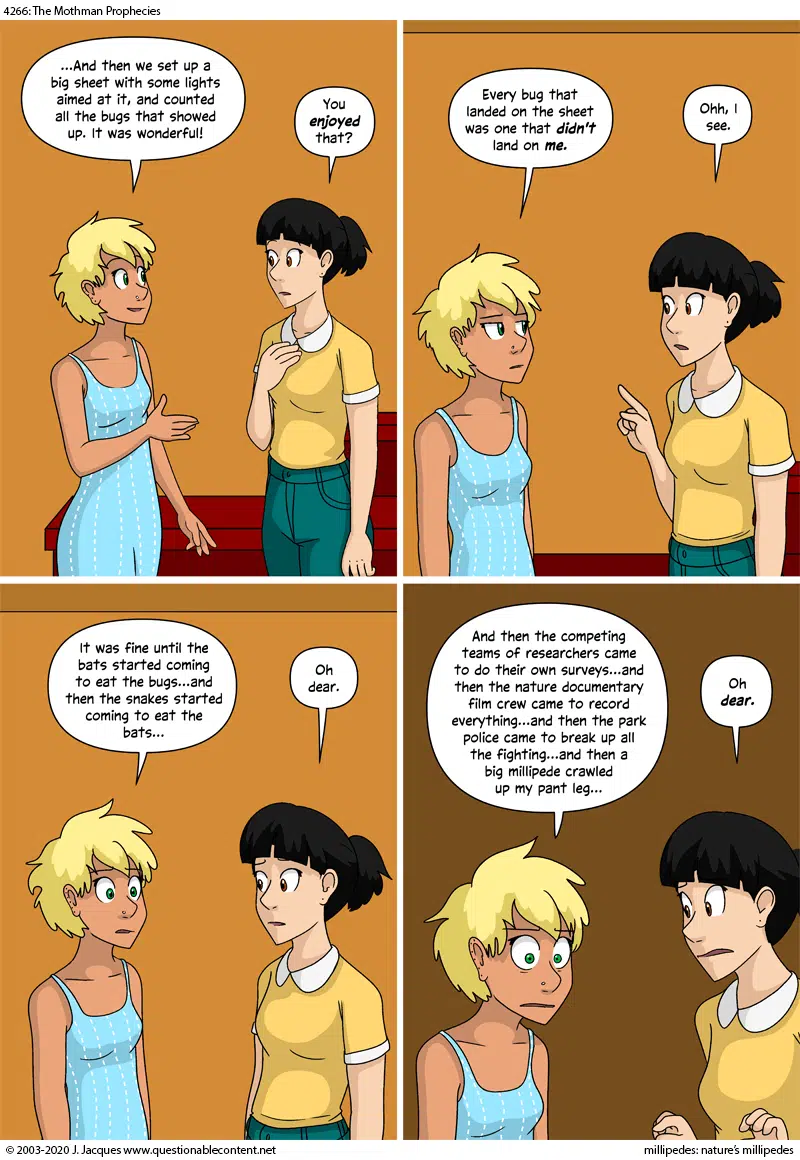 4266: The Mothman Prophecies
...And then we set up a
big sheet with some lights
aimed at it, and counted
all the bugs that showed
up. It was wonderful!
You
enjoyed
that?
Every bug that
landed on the sheet
was one that didn't
land on me.
Ohh, I
see.
It was fine until the
bats started coming
to eat the bugs...and
then the snakes started
coming to eat the
bats...
Oh
dear.
And then the competing
teams of researchers came
to do their own surveys...and
then the nature documentary
film crew came to record
everything...and then the park
police came to break up all
the fighting...and then a
big millipede crawled
up my pant leg...
Oh
dear.
© 2003-2020 J. Jacques www.questionablecontent.net
millipedes: nature's millipedes